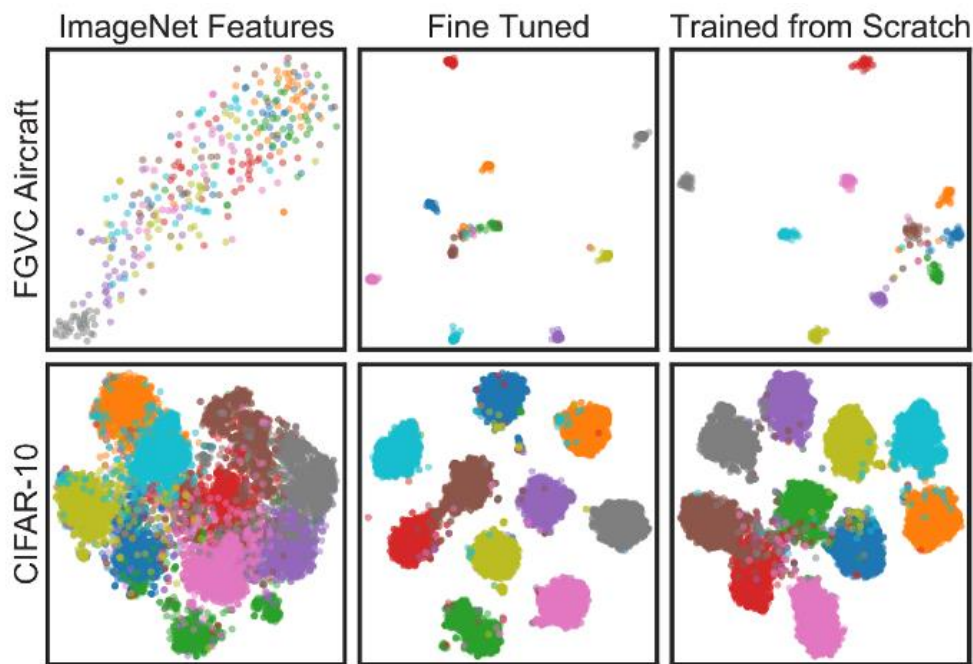 ImageNet Features
Fine Tuned
Trained from Scratch
FGVC Aircraft
CIFAR-10